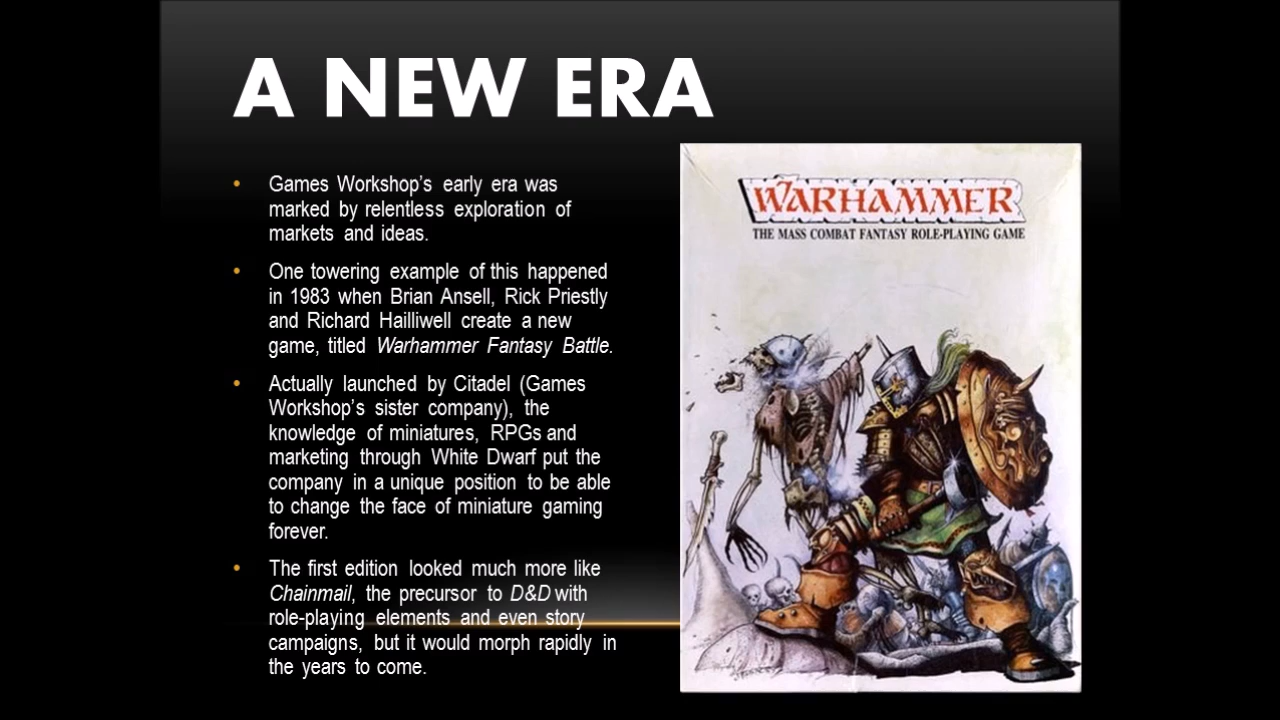 A NEW ERA
• Games Workshop's early era was
marked by relentless exploration of
markets and ideas.
• One towering example of this happened
in 1983 when Brian Ansell, Rick Priestly
and Richard Hailliwell create a new
game, titled Warhammer Fantasy Battle.
• Actually launched by Citadel (Games
Workshop's sister company), the
knowledge of miniatures, RPGs and
marketing through White Dwarf put the
company in a unique position to be able
to change the face of miniature gaming
forever.
• The first edition looked much more like
Chainmail, the precursor to D&D with
role-playing elements and even story
campaigns, but it would morph rapidly in
the years to come.
WARHAMMER
THE MASS COMBAT FANTASY ROLE-PLAYING GAME